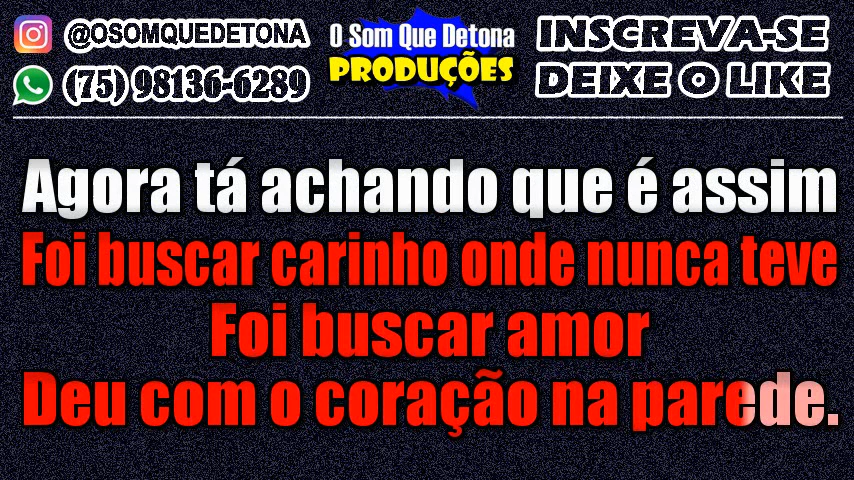 @OSOMQUEDETONA
(75) 98136-6289
O Som Que Detona
PRODUÇÕES
INSCREVA-SE
DEIXE O LIKE
Agora tá achando que é assim
Foi buscar carinho onde nunca teve
Foi buscar amor
Deu com o coração na parede.